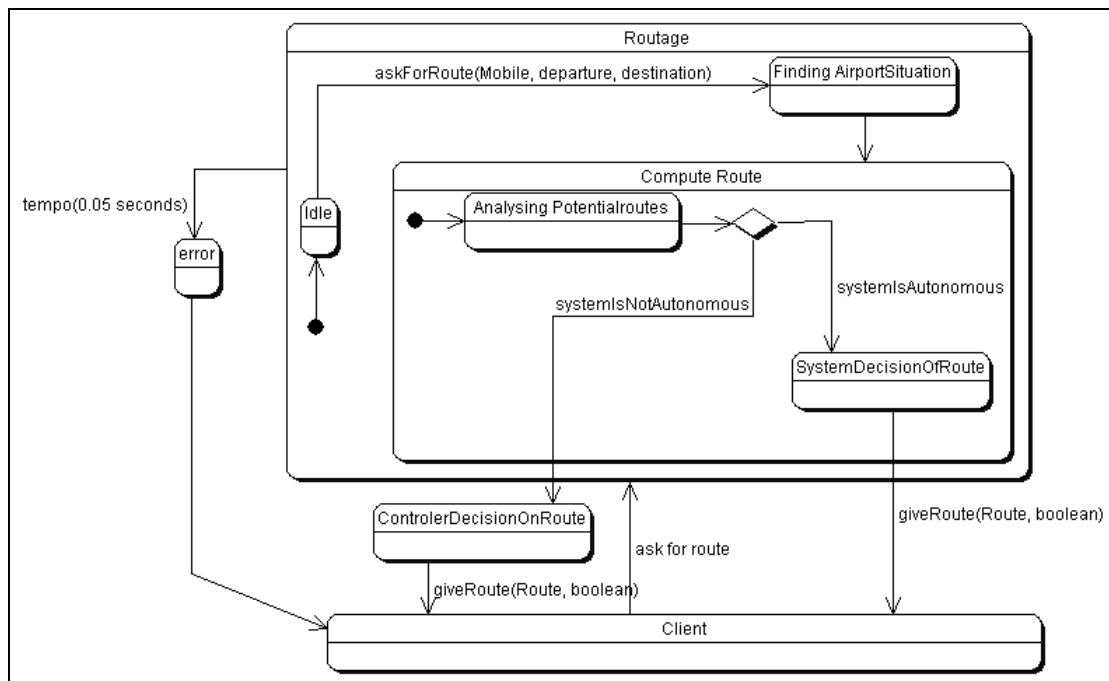 Routage
askForRoute(Mobile, departure, destination)
Finding AirportSituation
Compute Route
tempo(0.05 seconds)
Idle
Analysing Potentialroutes
error
systemIsNotAutonomous
systemIsAutonomous
SystemDecisionOfRoute
ControlerDecisionOnRoute
giveRoute(Route, boolean)
ask for route
giveRoute(Route, boolean)
Client